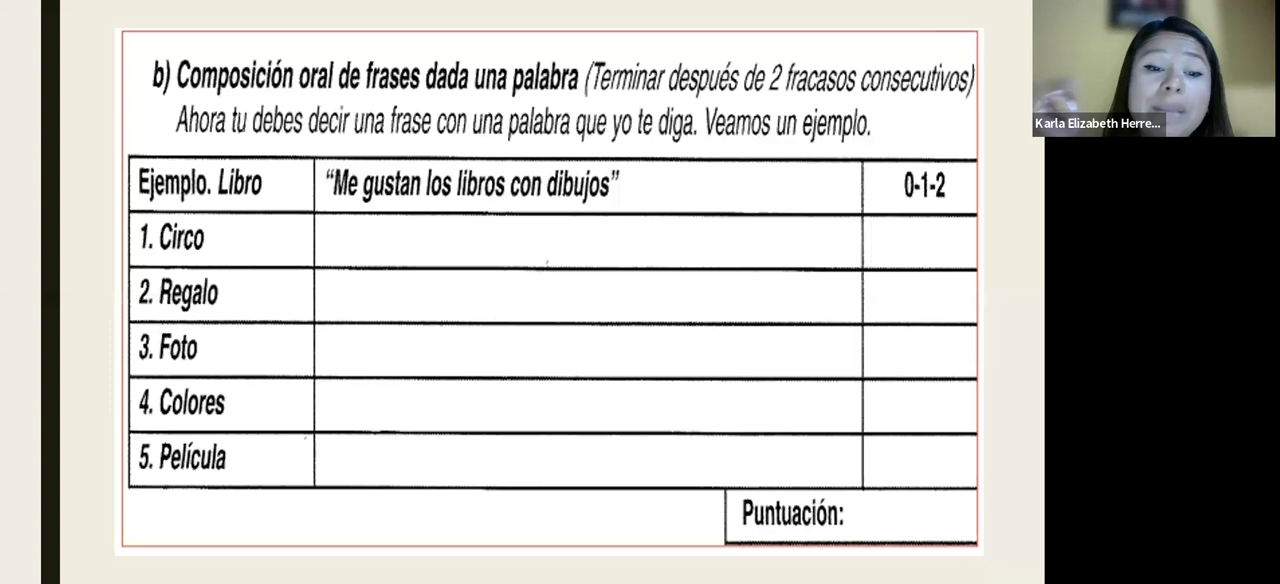 b) Composición oral de frases dada una palabra (Terminar después de 2 fracasos consecutivos)
Ahora tu debes decir una frase con una palabra que yo te diga. Veamos un ejemplo.
Ejemplo. Libro "Me gustan los libros con dibujos" 0-1-2
1. Circo
2. Regalo
3. Foto
4. Colores
5. Película
Puntuación:
Karla Elizabeth Herre...